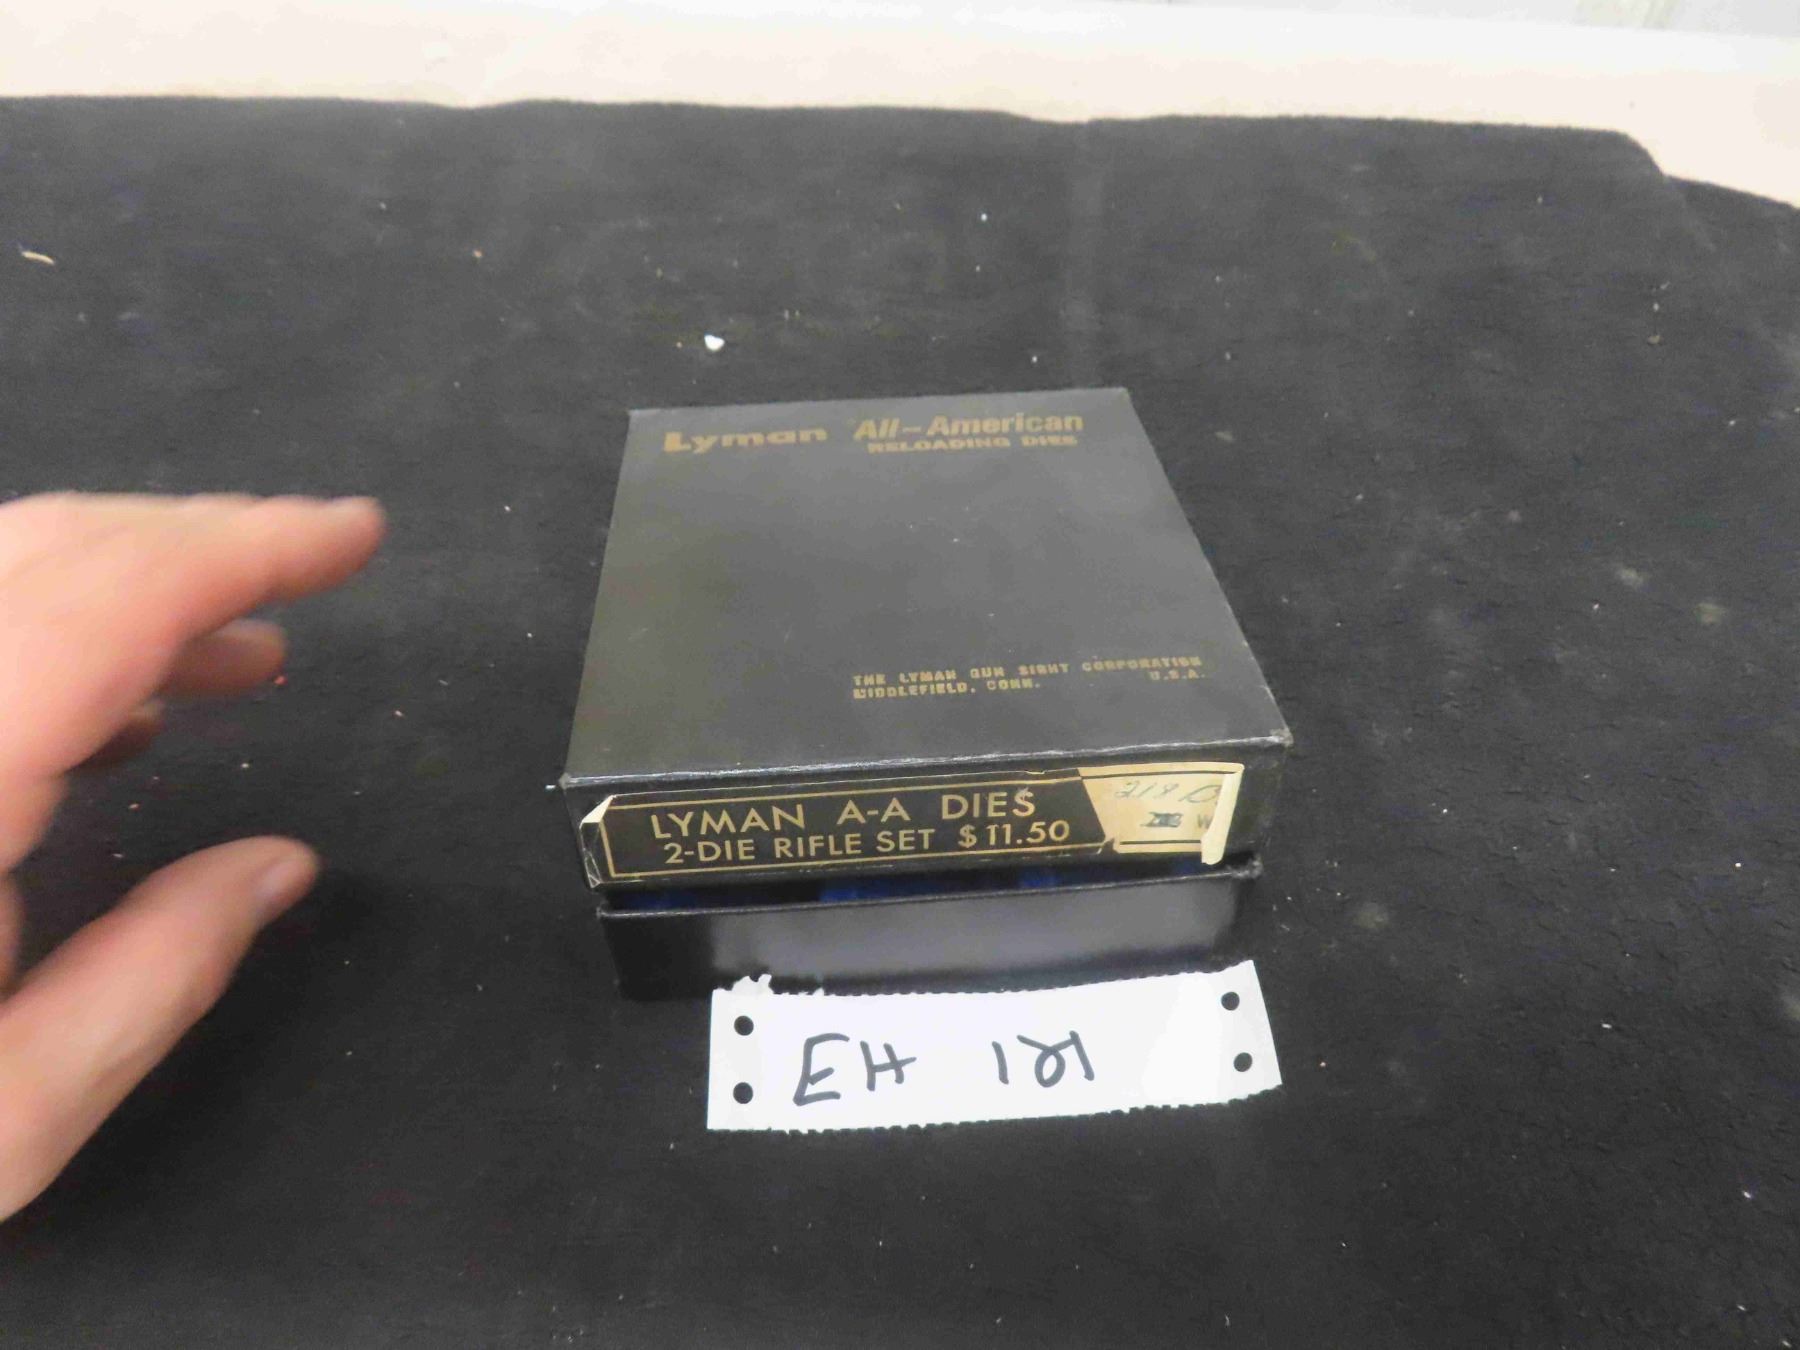 Lyman All-American
RELOADING DIES
THE LYMAN GUN SIGHT CORPORATION
MIDDLEFIELD, CONN. U.S.A.
LYMAN A-A DIES
2-DIE RIFLE SET $11.50
218
W
EH 121